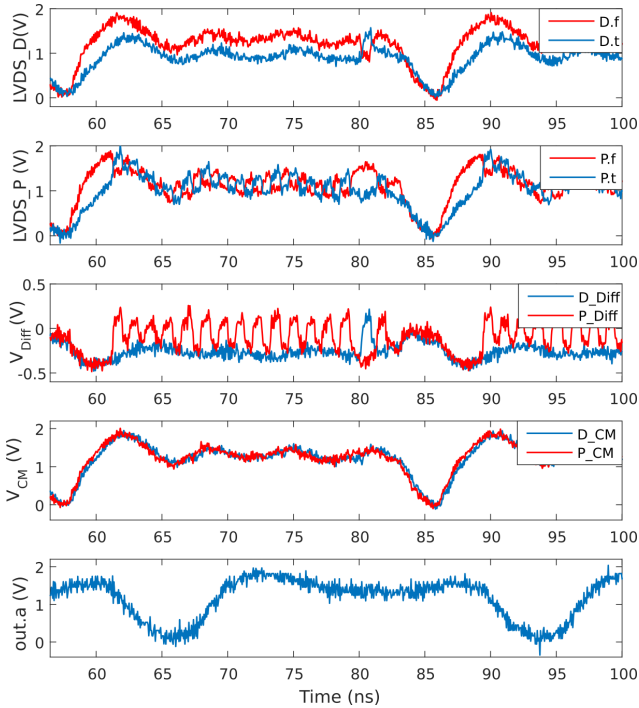 LVDS_D(V)
2
1
0
D.f
D.t
60 65 70 75 80 85 90 95 100
LVDS_P (V)
2
1
0
P.f
P.t
60 65 70 75 80 85 90 95 100
V_Diff (V)
0.5
0
-0.5
D_Diff
P_Diff
60 65 70 75 80 85 90 95 100
V_CM (V)
2
1
0
D_CM
P_CM
60 65 70 75 80 85 90 95 100
out.a(V)
2
1
0
60 65 70 75 80 85 90 95 100
Time (ns)